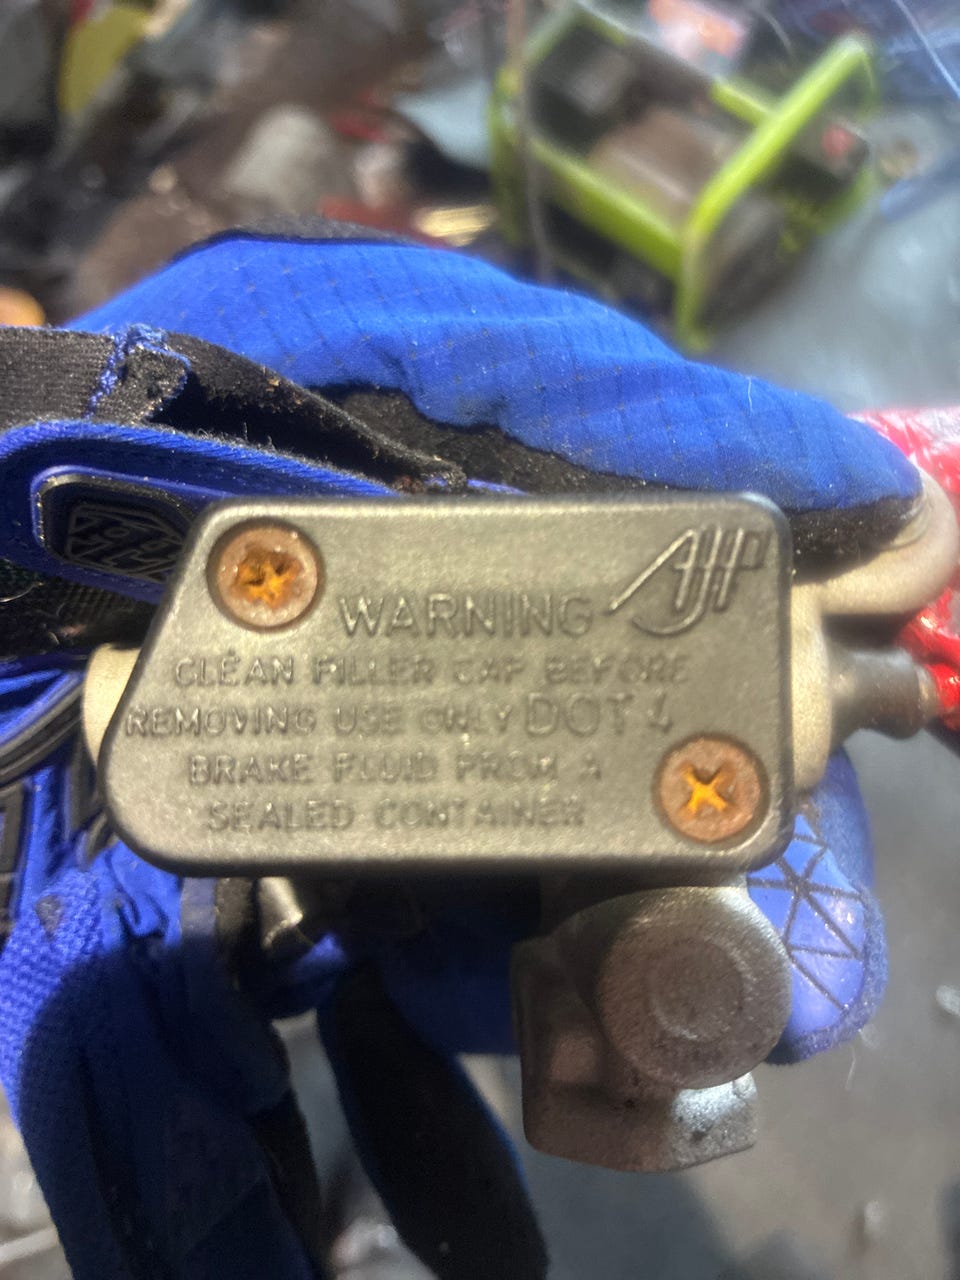 AJP
WARNING
CLEAN FILLER CAP BEFORE
REMOVING USE ONLY DOT 4
BRAKE FLUID FROM A
SEALED CONTAINER